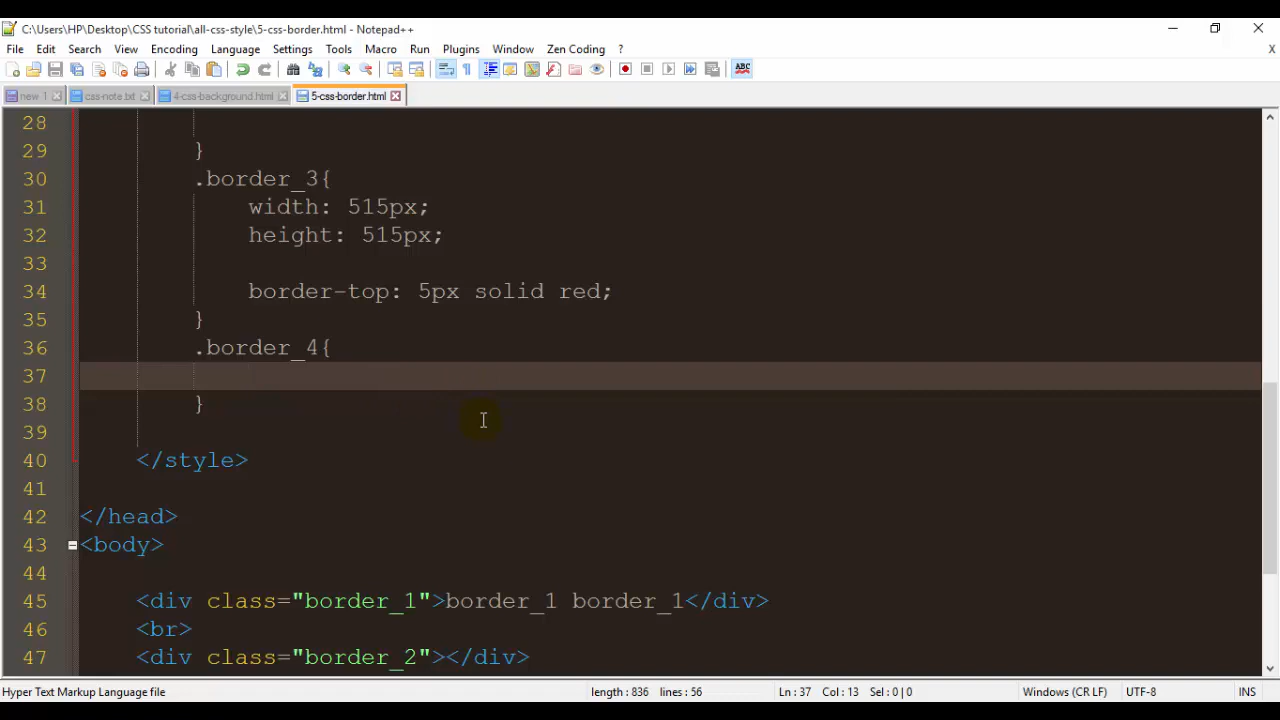 C:\Users\HP\Desktop\CSS tutorial\all-css-style\5-css-border.html - Notepad++
File Edit Search View Encoding Language Settings Tools Macro Run Plugins Window Zen Coding ? X
ABC
new 1 css-note.txt 4-css-background.html 5-css-border.html
28
29 }
30 .border_3{
31 width: 515px;
32 height: 515px;
33
34 border-top: 5px solid red;
35 }
36 .border_4{
37
38 }
39
40 </style>
41
42 </head>
43 <body>
44
45 <div class="border_1">border_1 border_1</div>
46 <br>
47 <div class="border_2"></div>
Hyper Text Markup Language file length : 836 lines : 56 Ln : 37 Col : 13 Sel : 0 | 0 Windows (CR LF) UTF-8 INS